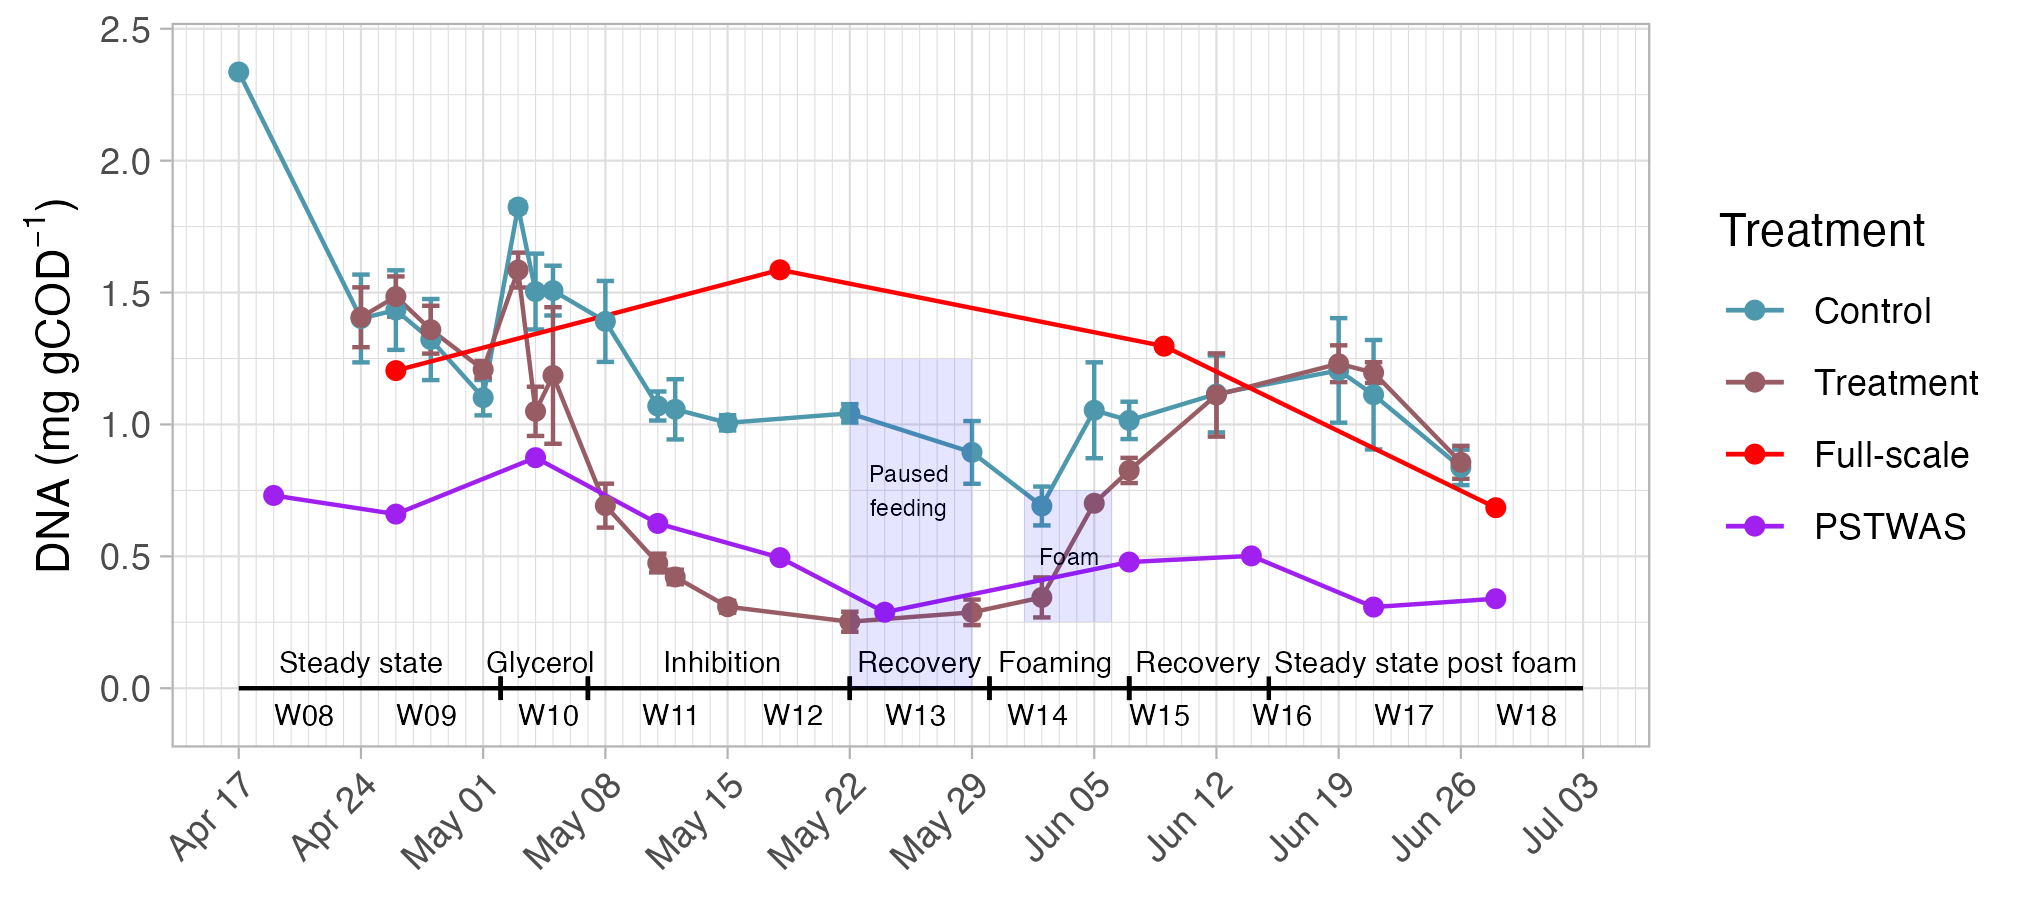 2.5
2.0
1.5
1.0
0.5
0.0
DNA (mg gCOD⁻¹)
Paused
feeding
Foam
Steady state Glycerol Inhibition Recovery Foaming Recovery Steady state post foam
W08 W09 W10 W11 W12 W13 W14 W15 W16 W17 W18
Apr 17 Apr 24 May 01 May 08 May 15 May 22 May 29 Jun 05 Jun 12 Jun 19 Jun 26 Jul 03
Treatment
Control
Treatment
Full-scale
PSTWAS